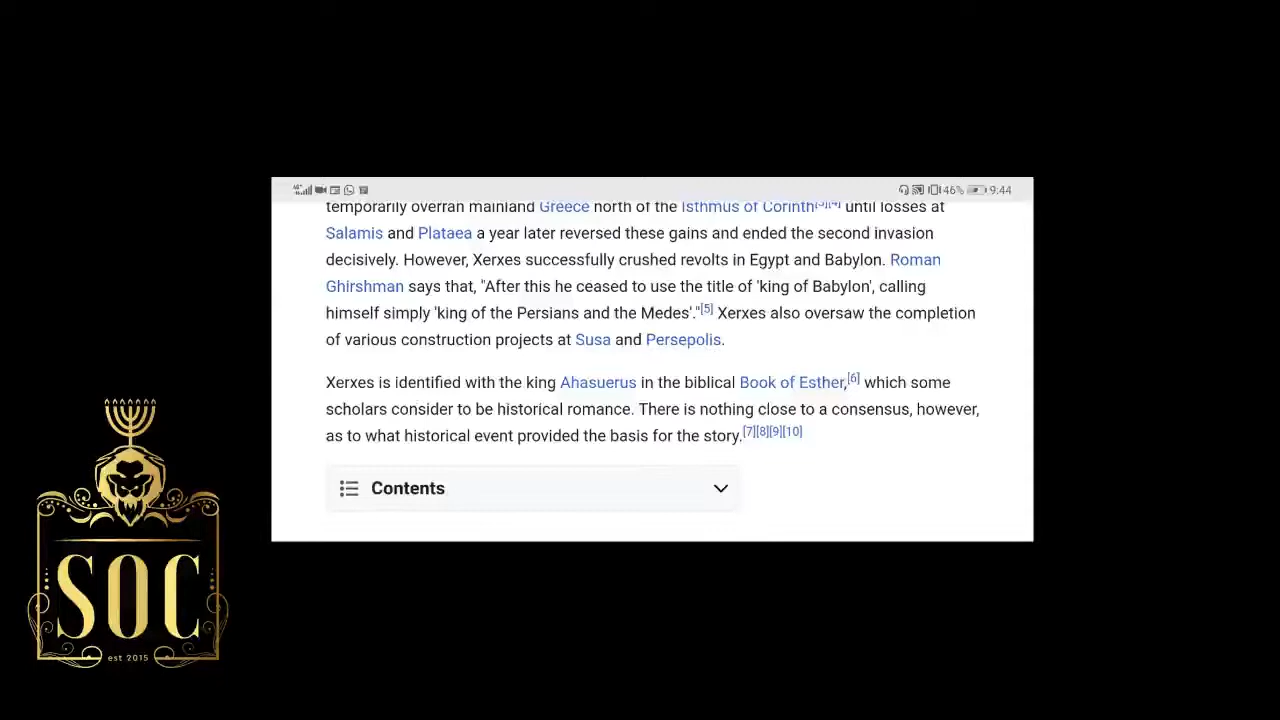 46% 9:44
temporarily overran mainland Greece north of the Isthmus of Corinth[3][4] until losses at
Salamis and Plataea a year later reversed these gains and ended the second invasion
decisively. However, Xerxes successfully crushed revolts in Egypt and Babylon. Roman
Ghirshman says that, "After this he ceased to use the title of 'king of Babylon', calling
himself simply 'king of the Persians and the Medes'."[5] Xerxes also oversaw the completion
of various construction projects at Susa and Persepolis.
Xerxes is identified with the king Ahasuerus in the biblical Book of Esther,[6] which some
scholars consider to be historical romance. There is nothing close to a consensus, however,
as to what historical event provided the basis for the story.[7][8][9][10]
Contents
SOC
est 2015